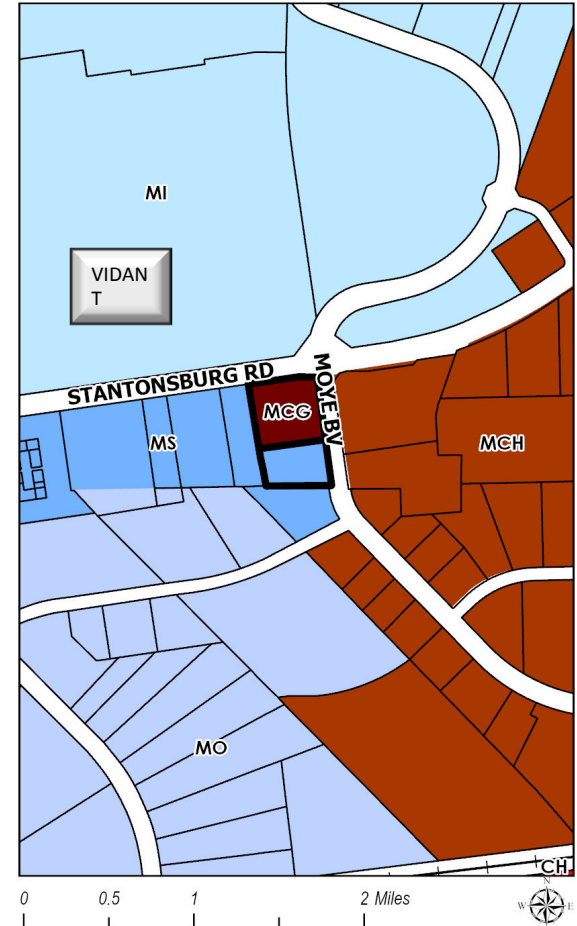 MI
VIDAN
T
STANTONSBURG RD
MOYE BV
MCG
MS
MCH
MO
CH
0 0.5 1 2 Miles
N
W E
S